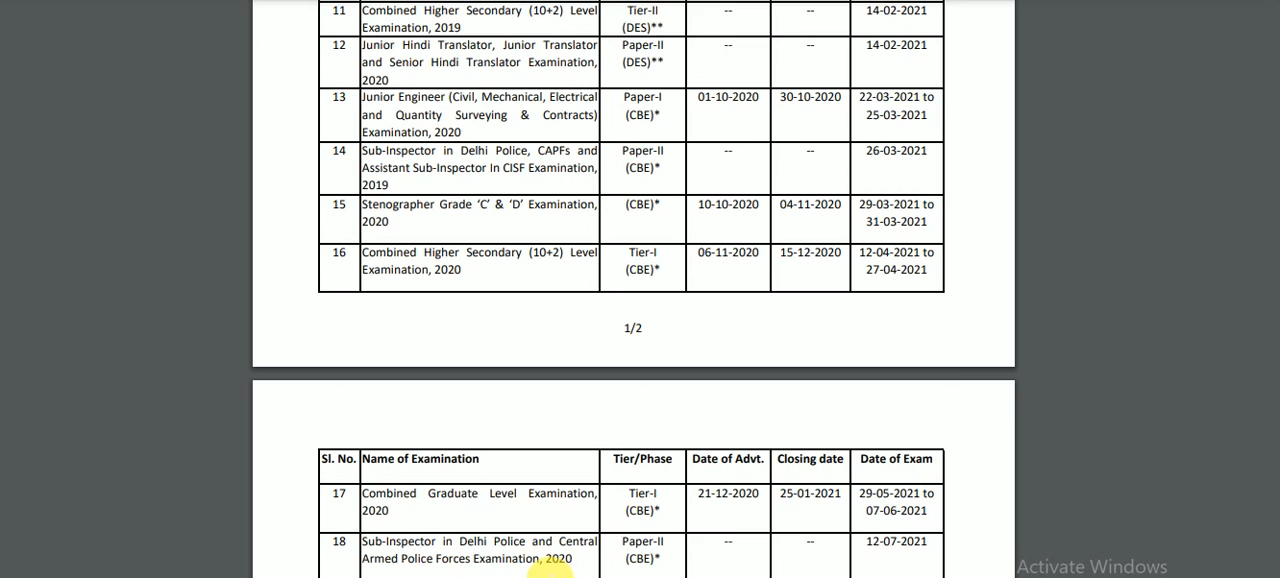 11 Combined Higher Secondary (10+2) Level Tier-II -- -- 14-02-2021
Examination, 2019 (DES)**
12 Junior Hindi Translator, Junior Translator Paper-II -- -- 14-02-2021
and Senior Hindi Translator Examination, (DES)**
2020
13 Junior Engineer (Civil, Mechanical, Electrical Paper-I 01-10-2020 30-10-2020 22-03-2021 to
and Quantity Surveying & Contracts) (CBE)* 25-03-2021
Examination, 2020
14 Sub-Inspector in Delhi Police, CAPFs and Paper-II -- -- 26-03-2021
Assistant Sub-Inspector In CISF Examination, (CBE)*
2019
15 Stenographer Grade ‘C’ & ‘D’ Examination, (CBE)* 10-10-2020 04-11-2020 29-03-2021 to
2020 31-03-2021
16 Combined Higher Secondary (10+2) Level Tier-I 06-11-2020 15-12-2020 12-04-2021 to
Examination, 2020 (CBE)* 27-04-2021
1/2
Sl. No. Name of Examination Tier/Phase Date of Advt. Closing date Date of Exam
17 Combined Graduate Level Examination, Tier-I 21-12-2020 25-01-2021 29-05-2021 to
2020 (CBE)* 07-06-2021
18 Sub-Inspector in Delhi Police and Central Paper-II -- -- 12-07-2021
Armed Police Forces Examination, 2020 (CBE)*
Activate Windows